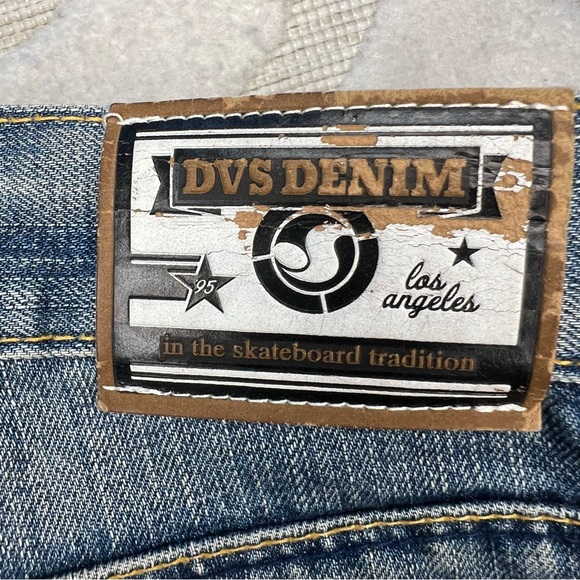 DVS DENIM
95
los
angeles
in the skateboard tradition